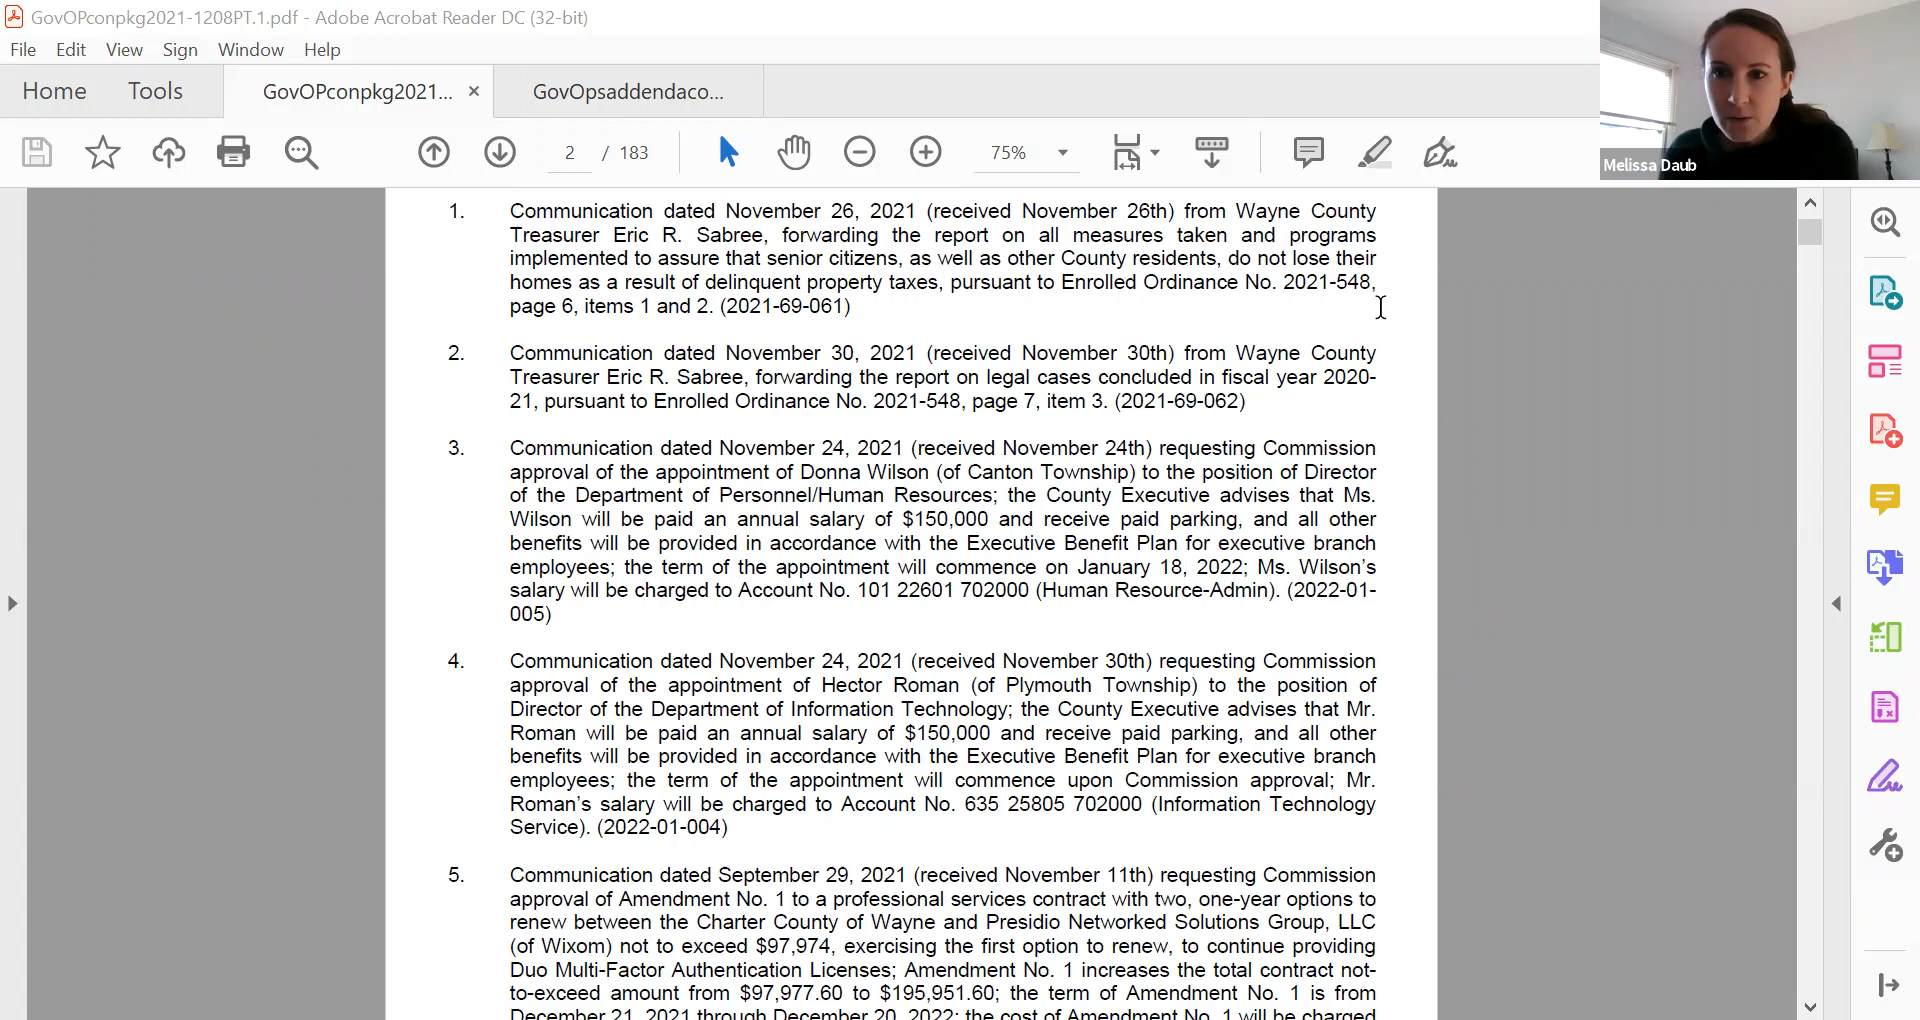 GovOPconpkg2021-1208PT.1.pdf - Adobe Acrobat Reader DC (32-bit)
File Edit View Sign Window Help
Home Tools GovOPconpkg2021... × GovOpsaddendaco...
2 / 183 75%
Melissa Daub
1. Communication dated November 26, 2021 (received November 26th) from Wayne County
Treasurer Eric R. Sabree, forwarding the report on all measures taken and programs
implemented to assure that senior citizens, as well as other County residents, do not lose their
homes as a result of delinquent property taxes, pursuant to Enrolled Ordinance No. 2021-548,
page 6, items 1 and 2. (2021-69-061)
2. Communication dated November 30, 2021 (received November 30th) from Wayne County
Treasurer Eric R. Sabree, forwarding the report on legal cases concluded in fiscal year 2020-
21, pursuant to Enrolled Ordinance No. 2021-548, page 7, item 3. (2021-69-062)
3. Communication dated November 24, 2021 (received November 24th) requesting Commission
approval of the appointment of Donna Wilson (of Canton Township) to the position of Director
of the Department of Personnel/Human Resources; the County Executive advises that Ms.
Wilson will be paid an annual salary of $150,000 and receive paid parking, and all other
benefits will be provided in accordance with the Executive Benefit Plan for executive branch
employees; the term of the appointment will commence on January 18, 2022; Ms. Wilson's
salary will be charged to Account No. 101 22601 702000 (Human Resource-Admin). (2022-01-
005)
4. Communication dated November 24, 2021 (received November 30th) requesting Commission
approval of the appointment of Hector Roman (of Plymouth Township) to the position of
Director of the Department of Information Technology; the County Executive advises that Mr.
Roman will be paid an annual salary of $150,000 and receive paid parking, and all other
benefits will be provided in accordance with the Executive Benefit Plan for executive branch
employees; the term of the appointment will commence upon Commission approval; Mr.
Roman's salary will be charged to Account No. 635 25805 702000 (Information Technology
Service). (2022-01-004)
5. Communication dated September 29, 2021 (received November 11th) requesting Commission
approval of Amendment No. 1 to a professional services contract with two, one-year options to
renew between the Charter County of Wayne and Presidio Networked Solutions Group, LLC
(of Wixom) not to exceed $97,974, exercising the first option to renew, to continue providing
Duo Multi-Factor Authentication Licenses; Amendment No. 1 increases the total contract not-
to-exceed amount from $97,977.60 to $195,951.60; the term of Amendment No. 1 is from
December 21, 2021 through December 20, 2022; the cost of Amendment No. 1 will be charged